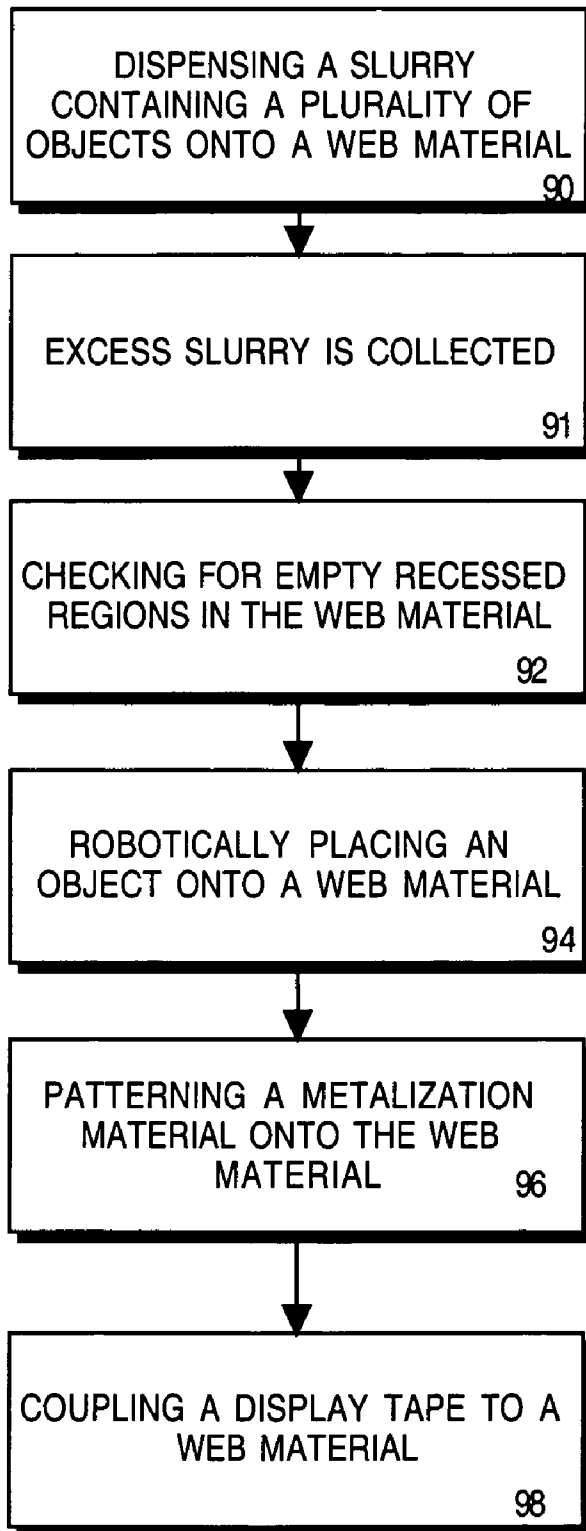 DISPENSING A SLURRY
CONTAINING A PLURALITY OF
OBJECTS ONTO A WEB MATERIAL
90
EXCESS SLURRY IS COLLECTED
91
CHECKING FOR EMPTY RECESSED
REGIONS IN THE WEB MATERIAL
92
ROBOTICALLY PLACING AN
OBJECT ONTO A WEB MATERIAL
94
PATTERNING A METALIZATION
MATERIAL ONTO THE WEB
MATERIAL 96
COUPLING A DISPLAY TAPE TO A
WEB MATERIAL
98